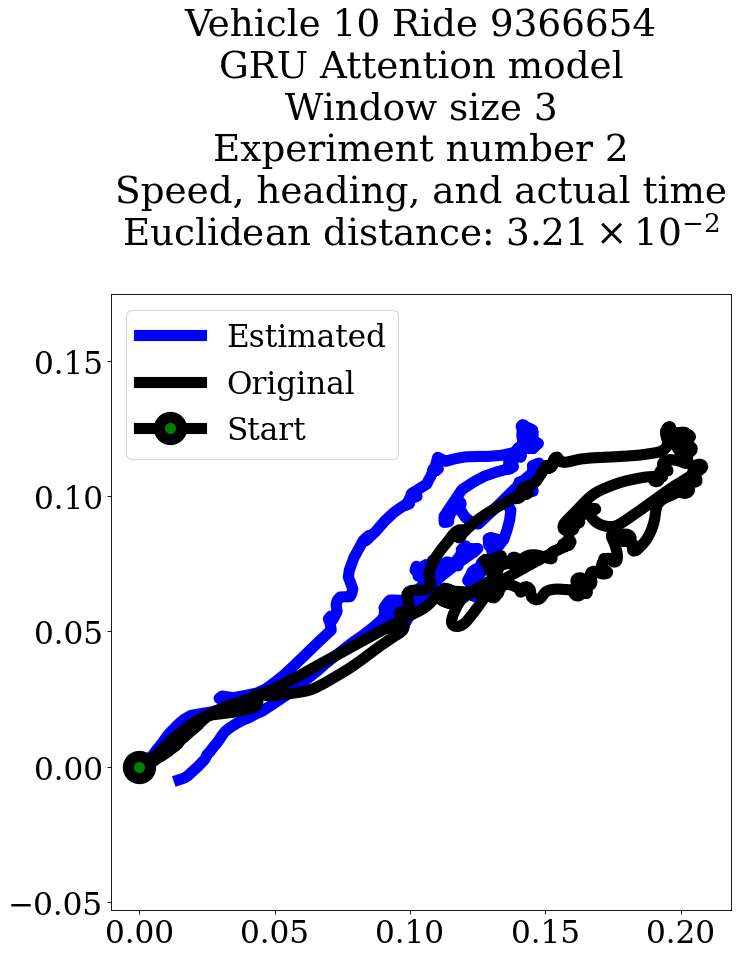 Vehicle 10 Ride 9366654
GRU Attention model
Window size 3
Experiment number 2
Speed, heading, and actual time
Euclidean distance: 3.21 × 10⁻²
Estimated
Original
Start
0.15
0.10
0.05
0.00
−0.05
0.00 0.05 0.10 0.15 0.20